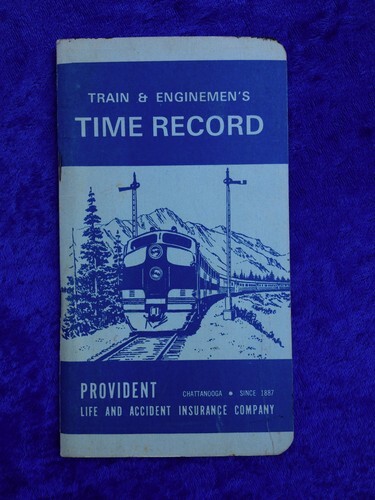 TRAIN & ENGINEMEN'S
TIME RECORD
PROVIDENT CHATTANOOGA • SINCE 1887
LIFE AND ACCIDENT INSURANCE COMPANY